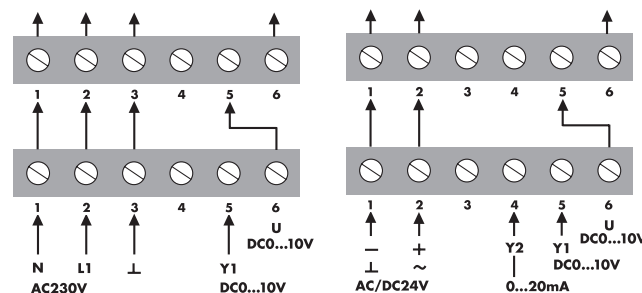 1 2 3 4 5 6
1 2 3 4 5 6
N L1 ⊥ Y1 U
DC0...10V
AC230V DC0...10V
1 2 3 4 5 6
1 2 3 4 5 6
− + Y2 Y1 U
DC0...10V
⊥ ~ DC0...10V
AC/DC24V 0...20mA